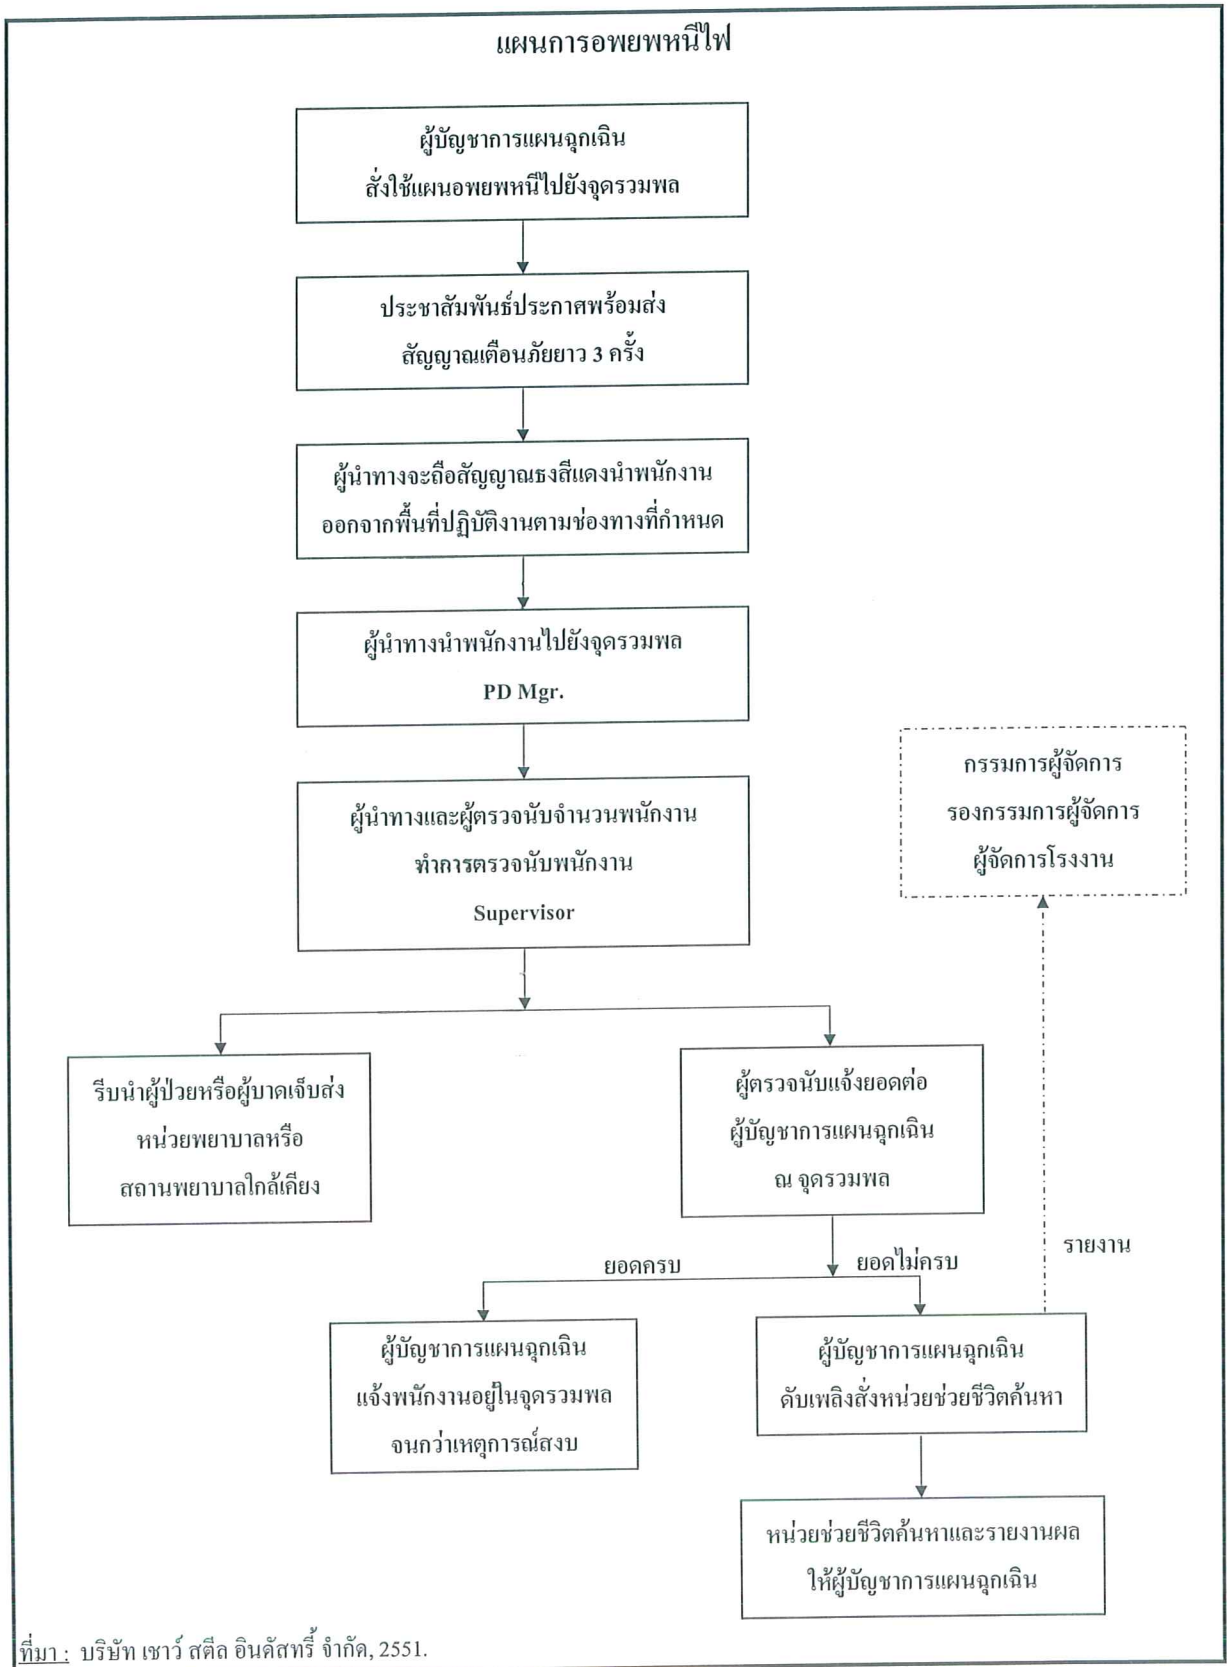 แผนการอพยพหนีไฟ
ผู้บัญชาการแผนฉุกเฉิน
สั่งใช้แผนอพยพหนีไปยังจุดรวมพล
ประชาสัมพันธ์ประกาศพร้อมส่ง
สัญญาณเตือนภัยยาว 3 ครั้ง
ผู้นำทางจะถือสัญญาณธงสีแดงนำพนักงาน
ออกจากพื้นที่ปฏิบัติงานตามช่องทางที่กำหนด
ผู้นำทางนำพนักงานไปยังจุดรวมพล
PD Mgr.
ผู้นำทางและผู้ตรวจนับจำนวนพนักงาน
ทำการตรวจนับพนักงาน
Supervisor
กรรมการผู้จัดการ
รองกรรมการผู้จัดการ
ผู้จัดการโรงงาน
รีบนำผู้ป่วยหรือผู้บาดเจ็บส่ง
หน่วยพยาบาลหรือ
สถานพยาบาลใกล้เคียง
ผู้ตรวจนับแจ้งยอดต่อ
ผู้บัญชาการแผนฉุกเฉิน
ณ จุดรวมพล
รายงาน
ยอดครบ
ยอดไม่ครบ
ผู้บัญชาการแผนฉุกเฉิน
แจ้งพนักงานอยู่ในจุดรวมพล
จนกว่าเหตุการณ์สงบ
ผู้บัญชาการแผนฉุกเฉิน
ดับเพลิงสั่งหน่วยช่วยชีวิตค้นหา
หน่วยช่วยชีวิตค้นหาและรายงานผล
ให้ผู้บัญชาการแผนฉุกเฉิน
ที่มา : บริษัท เชาว์ สตีล อินดัสทรี้ จำกัด, 2551.